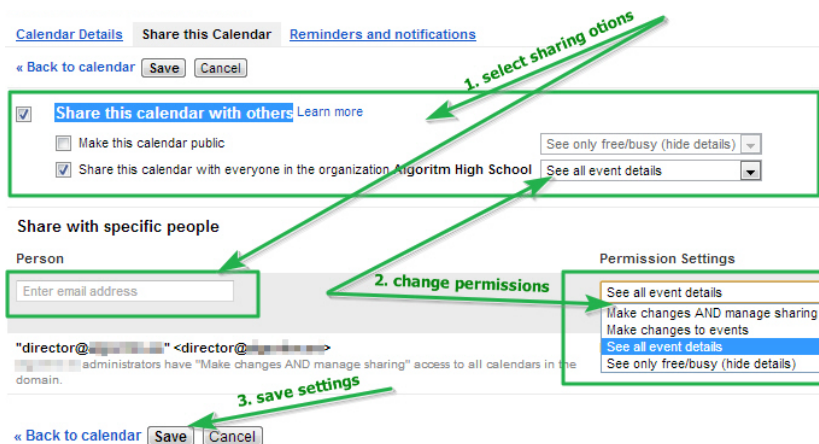 Calendar Details Share this Calendar Reminders and notifications
« Back to calendar Save Cancel
1. select sharing otions
Share this calendar with others Learn more
Make this calendar public See only free/busy (hide details)
Share this calendar with everyone in the organization Algoritm High School See all event details
Share with specific people
Person Permission Settings
Enter email address See all event details
2. change permissions
Make changes AND manage sharing
Make changes to events
See all event details
See only free/busy (hide details)
"director@ " <director@ >
administrators have "Make changes AND manage sharing" access to all calendars in the
domain.
3. save settings
« Back to calendar Save Cancel